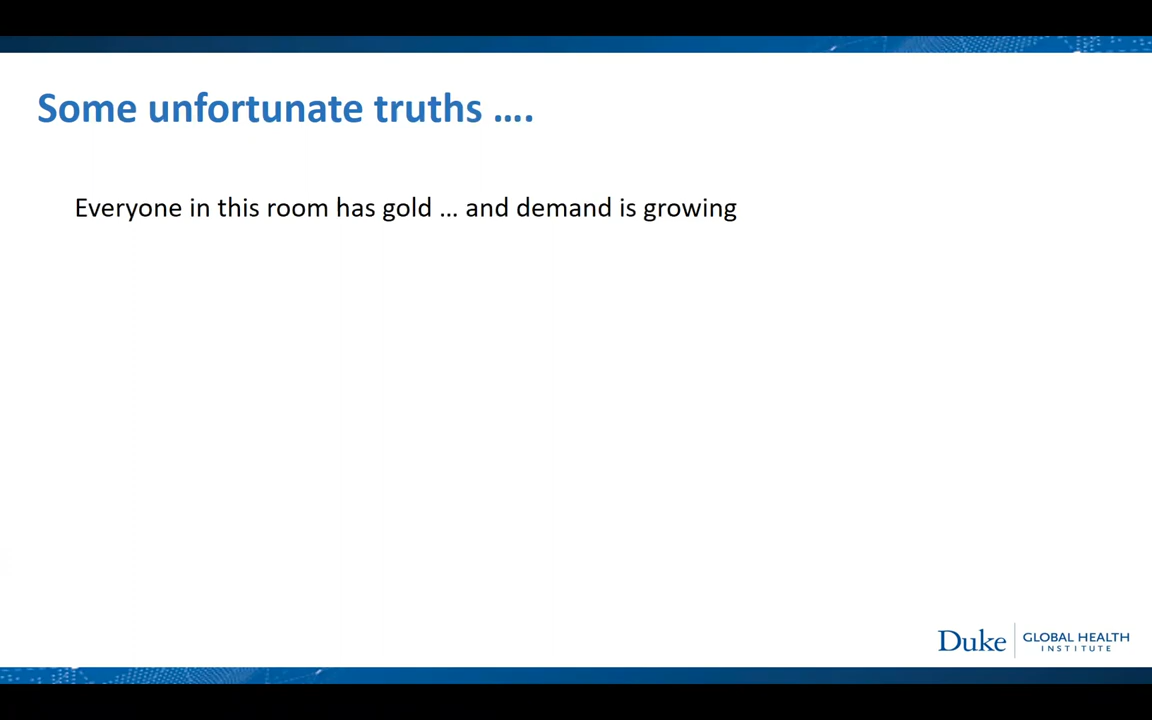 Some unfortunate truths ....
Everyone in this room has gold ... and demand is growing
Duke GLOBAL HEALTH
INSTITUTE